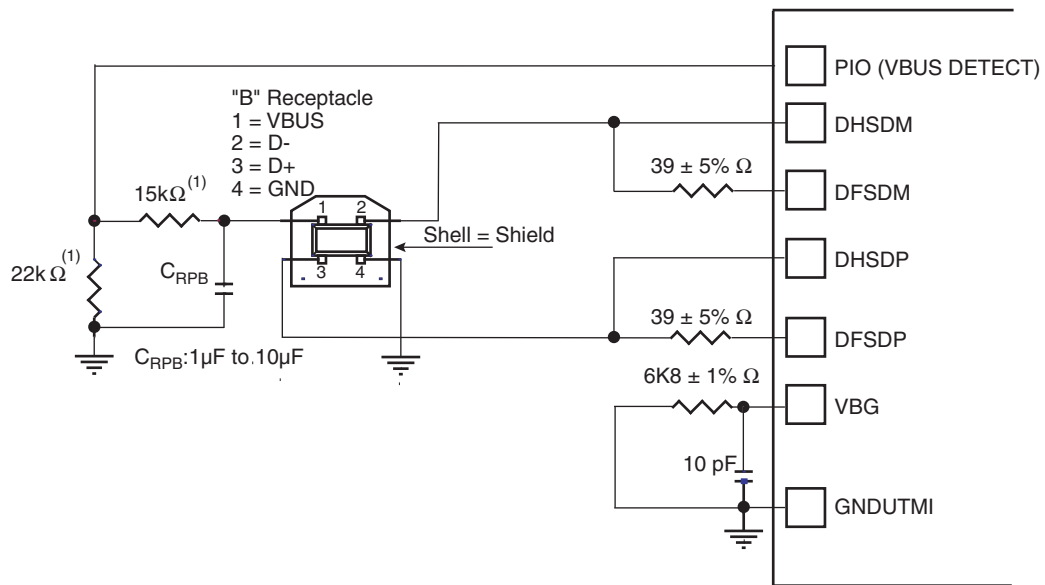 PIO (VBUS DETECT)
"B" Receptacle
1 = VBUS
2 = D-
3 = D+
4 = GND
DHSDM
39 ± 5% Ω
DFSDM
15kΩ(1)
1 2
Shell = Shield
3 4
22k Ω(1)
CRPB
DHSDP
39 ± 5% Ω
DFSDP
CRPB:1µF to 10µF
6K8 ± 1% Ω
VBG
10 pF
GNDUTMI